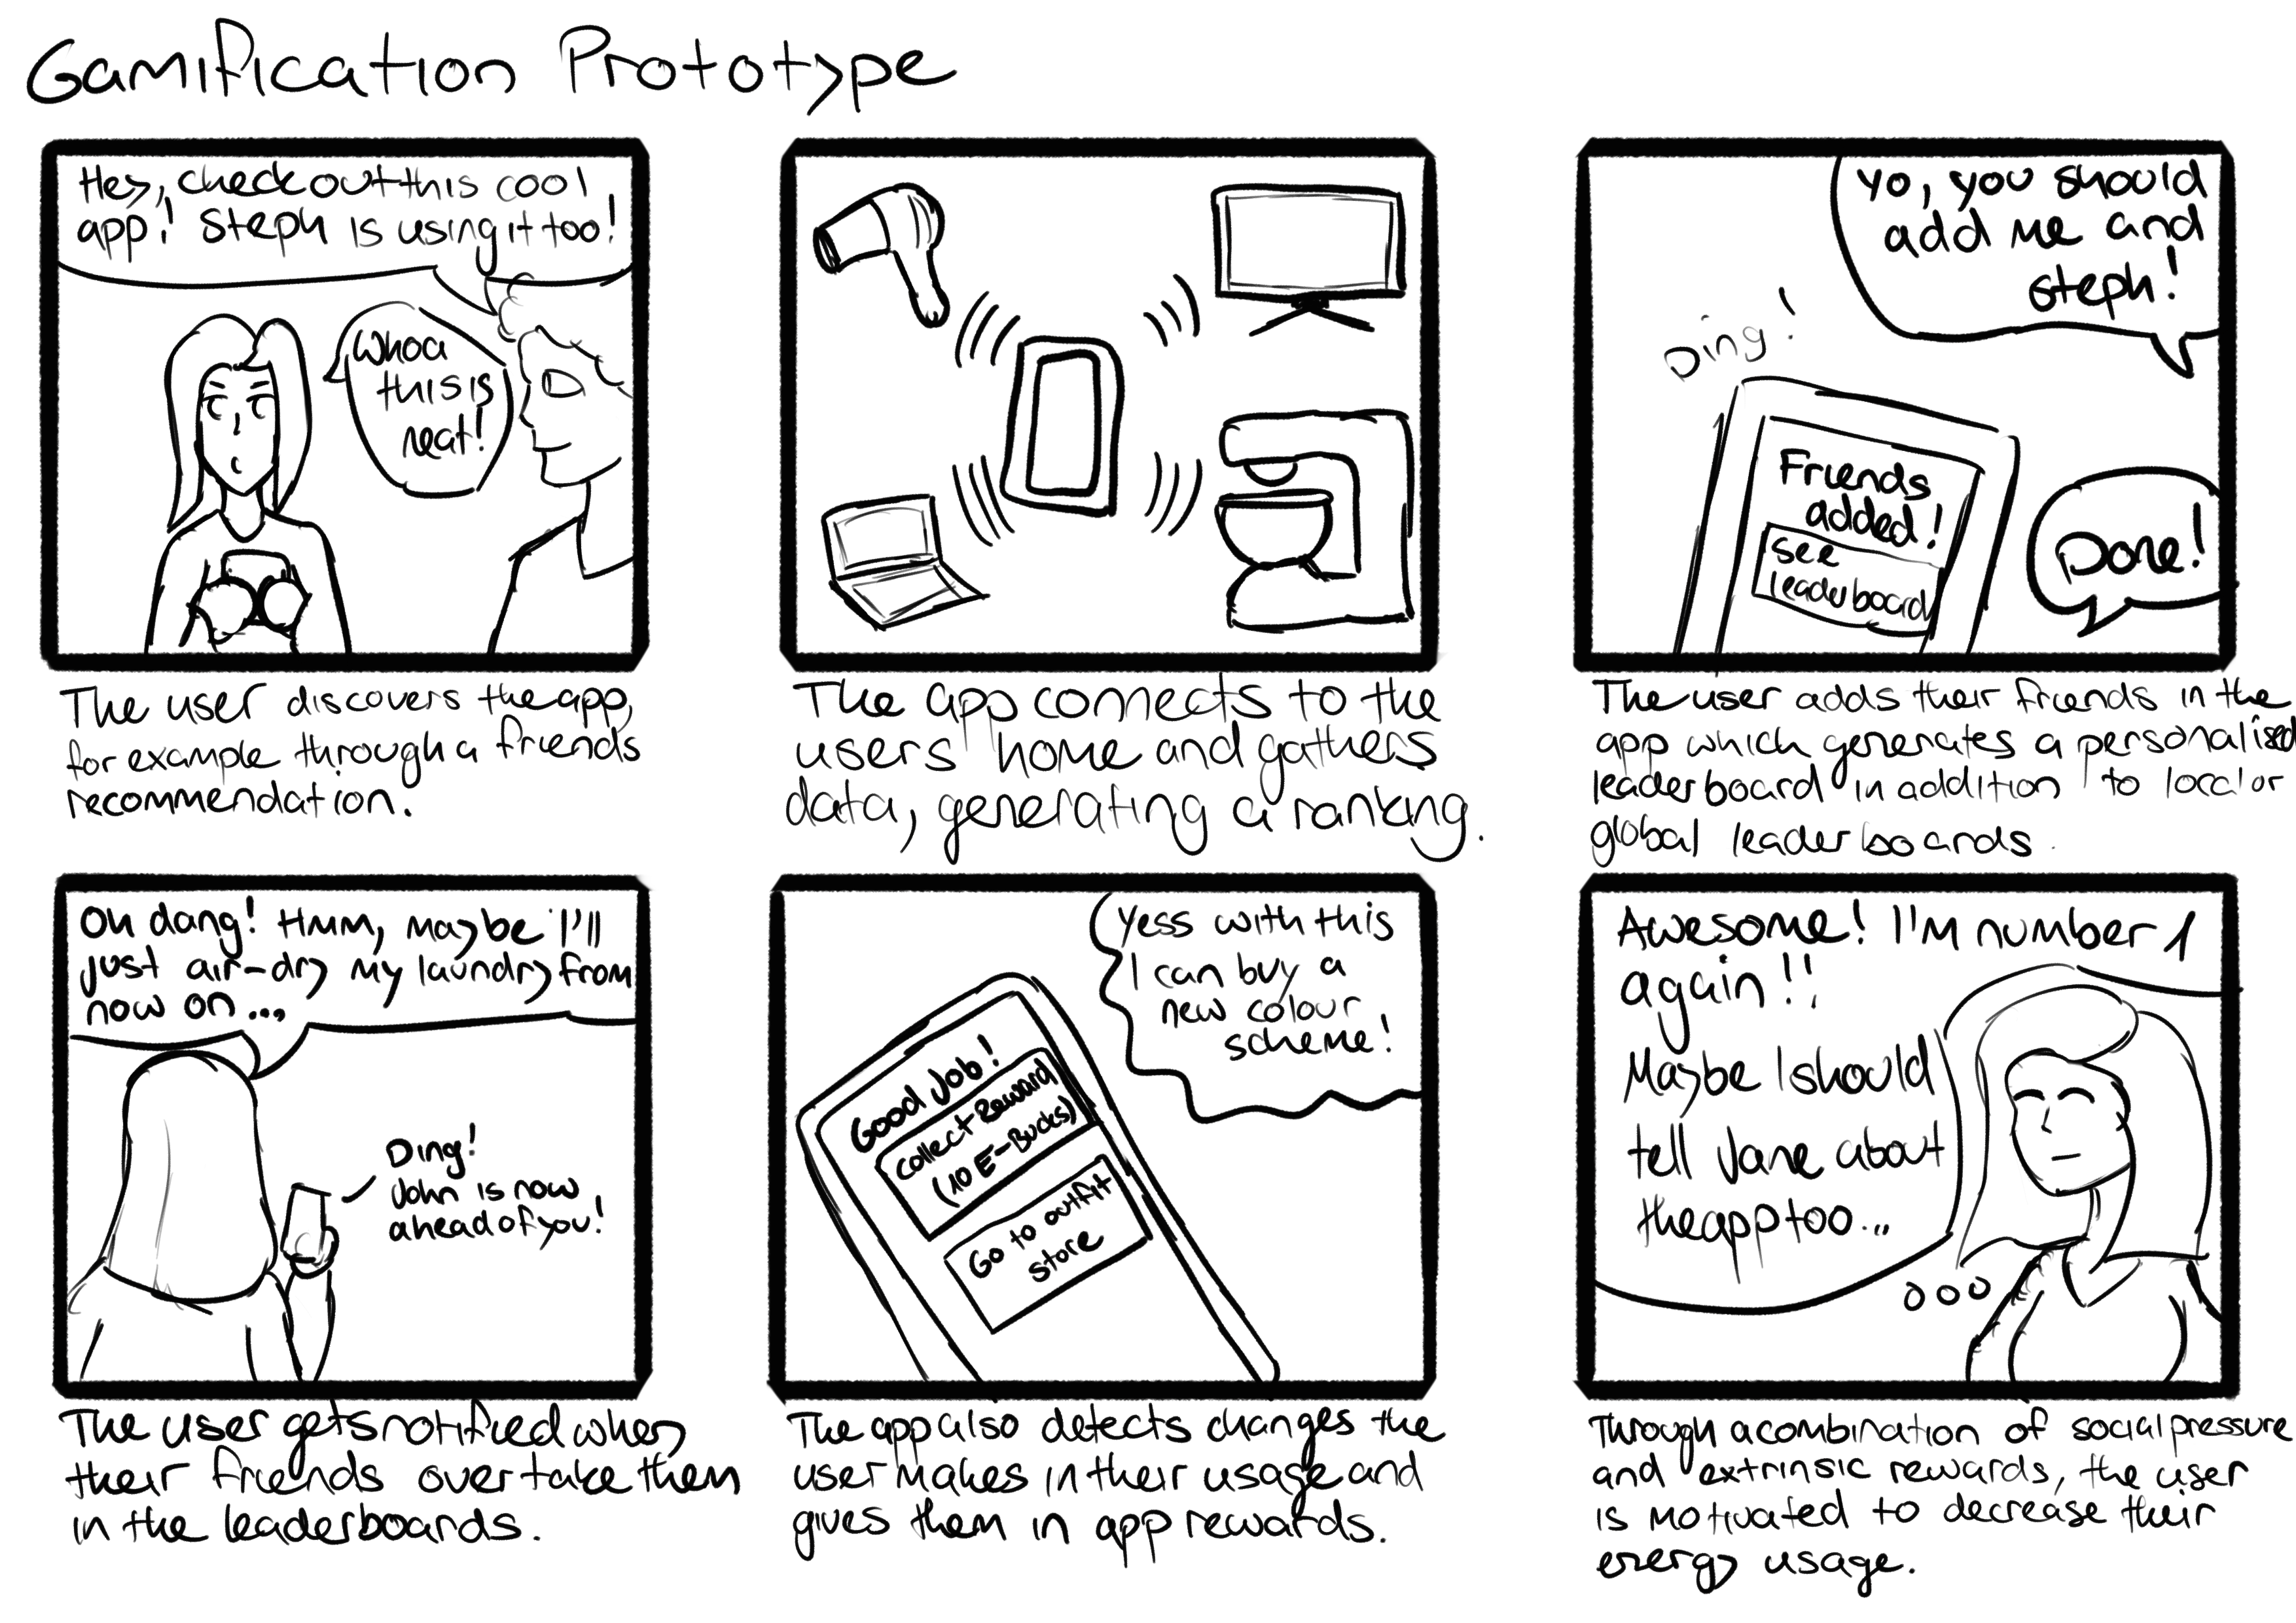 Gamification Prototype
Hey, check out this cool
app! Steph is using it too!
Whoa
this is
neat!
The user discovers the app,
for example through a friends
recommendation.
The app connects to the
users home and gathers
data, generating a ranking.
Yo, you should
add me and
Steph!
Ding!
Friends
added!
See
leaderboard
Done!
The user adds their friends in the
app which generates a personalised
leaderboard in addition to local or
global leaderboards.
Oh dang! Hmm, maybe I'll
just air-dry my laundry from
now on...
Ding!
John is now
ahead of you!
The user gets notified when
their friends overtake them
in the leaderboards.
Yess with this
I can buy a
new colour
scheme!
Good Job!
Collect Reward
(10 E-Bucks)
Go to outfit
store
The app also detects changes the
user makes in their usage and
gives them in app rewards.
Awesome! I'm number 1
again!!
Maybe I should
tell Jane about
the app too...
Through a combination of social pressure
and extrinsic rewards, the user
is motivated to decrease their
energy usage.